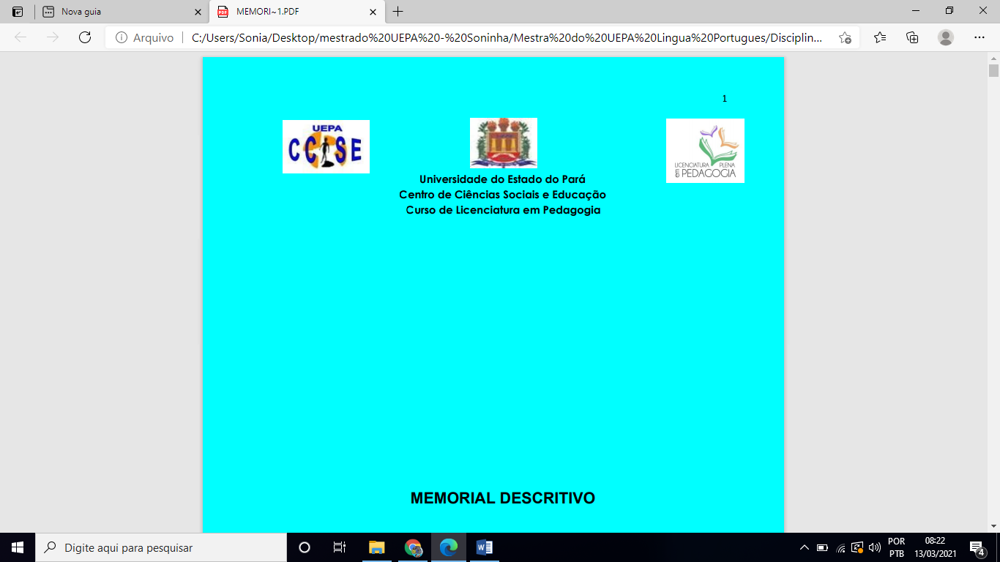 Nova guia
MEMORI~1.PDF
Arquivo
C:/Users/Sonia/Desktop/mestrado%20UEPA%20-%20Soninha/Mestra%20do%20UEPA%20Lingua%20Portugues/Disciplin...
1
UEPA
CCSE
LICENCIATURA PLENA
em PEDAGOGIA
Universidade do Estado do Pará
Centro de Ciências Sociais e Educação
Curso de Licenciatura em Pedagogia
MEMORIAL DESCRITIVO
Digite aqui para pesquisar
POR
PTB
08:22
13/03/2021
4